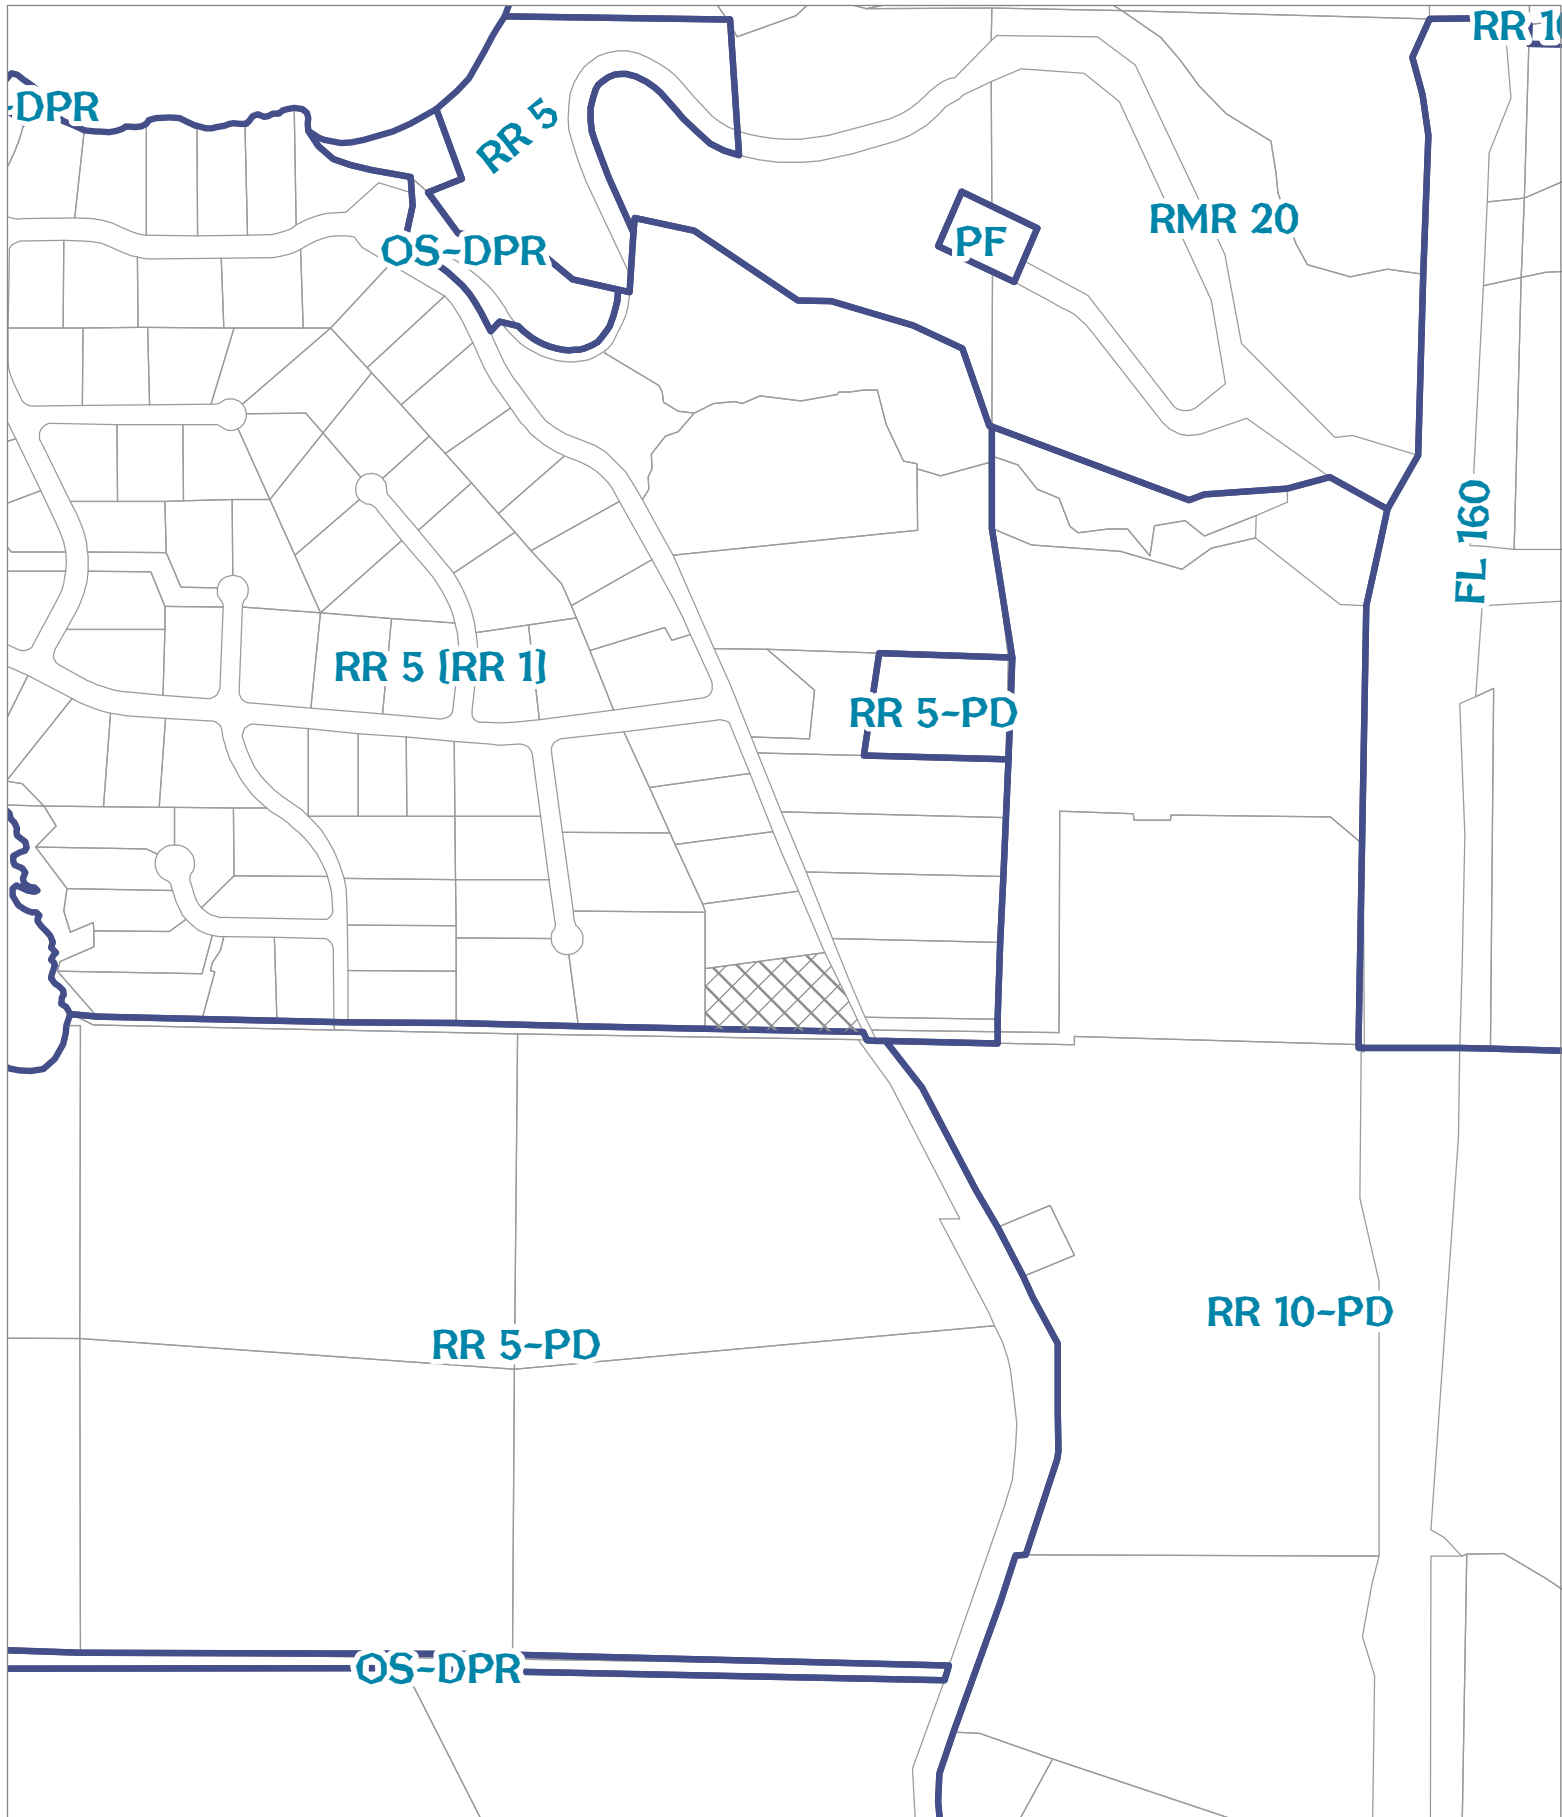 RR 1
-DPR
RR 5
RMR 20
PF
OS-DPR
FL 160
RR 5 [RR 1]
RR 5-PD
RR 10-PD
RR 5-PD
OS-DPR